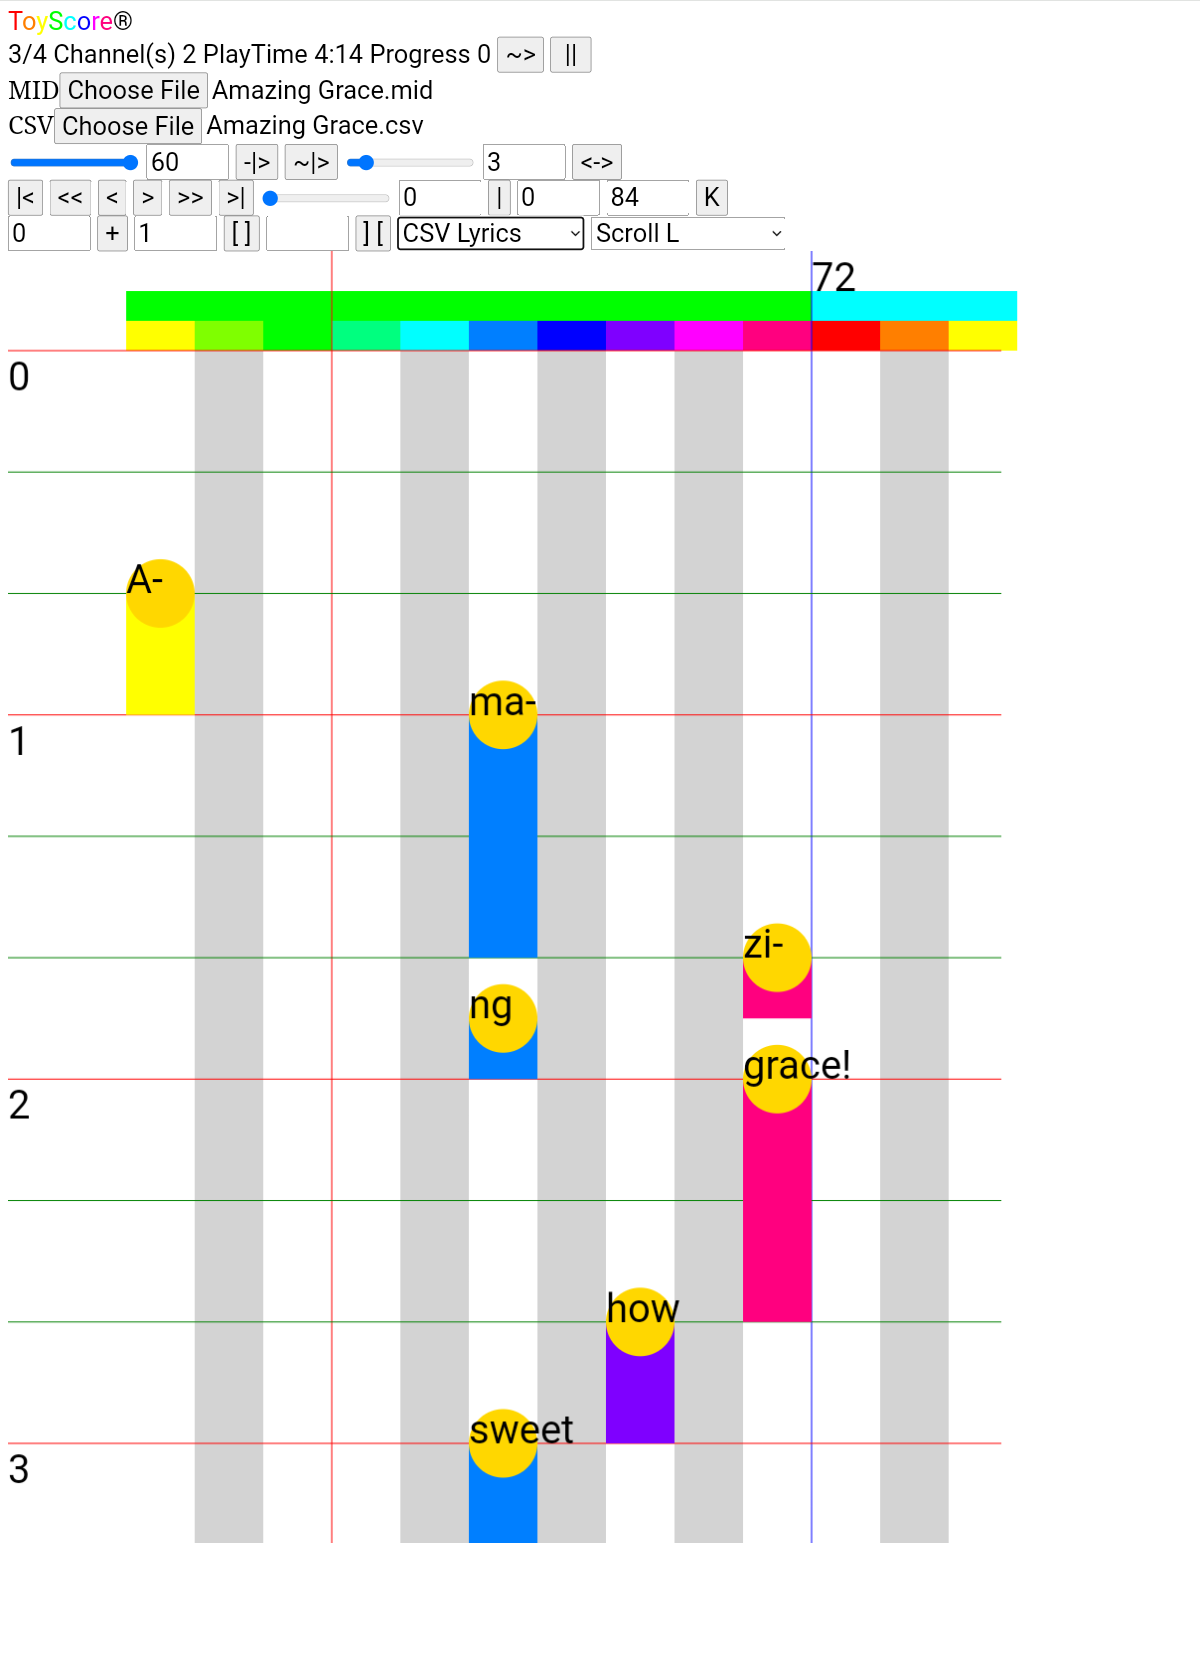 ToyScore®
3/4 Channel(s) 2 PlayTime 4:14 Progress 0 ~> ||
MID Choose File Amazing Grace.mid
CSV Choose File Amazing Grace.csv
60 -|> ~|> 3 <->
|< << < > >> >| 0 | 0 84 K
0 + 1 [ ] ] [ CSV Lyrics Scroll L
72
0
A-
ma-
1
zi-
ng
grace!
2
how
sweet
3